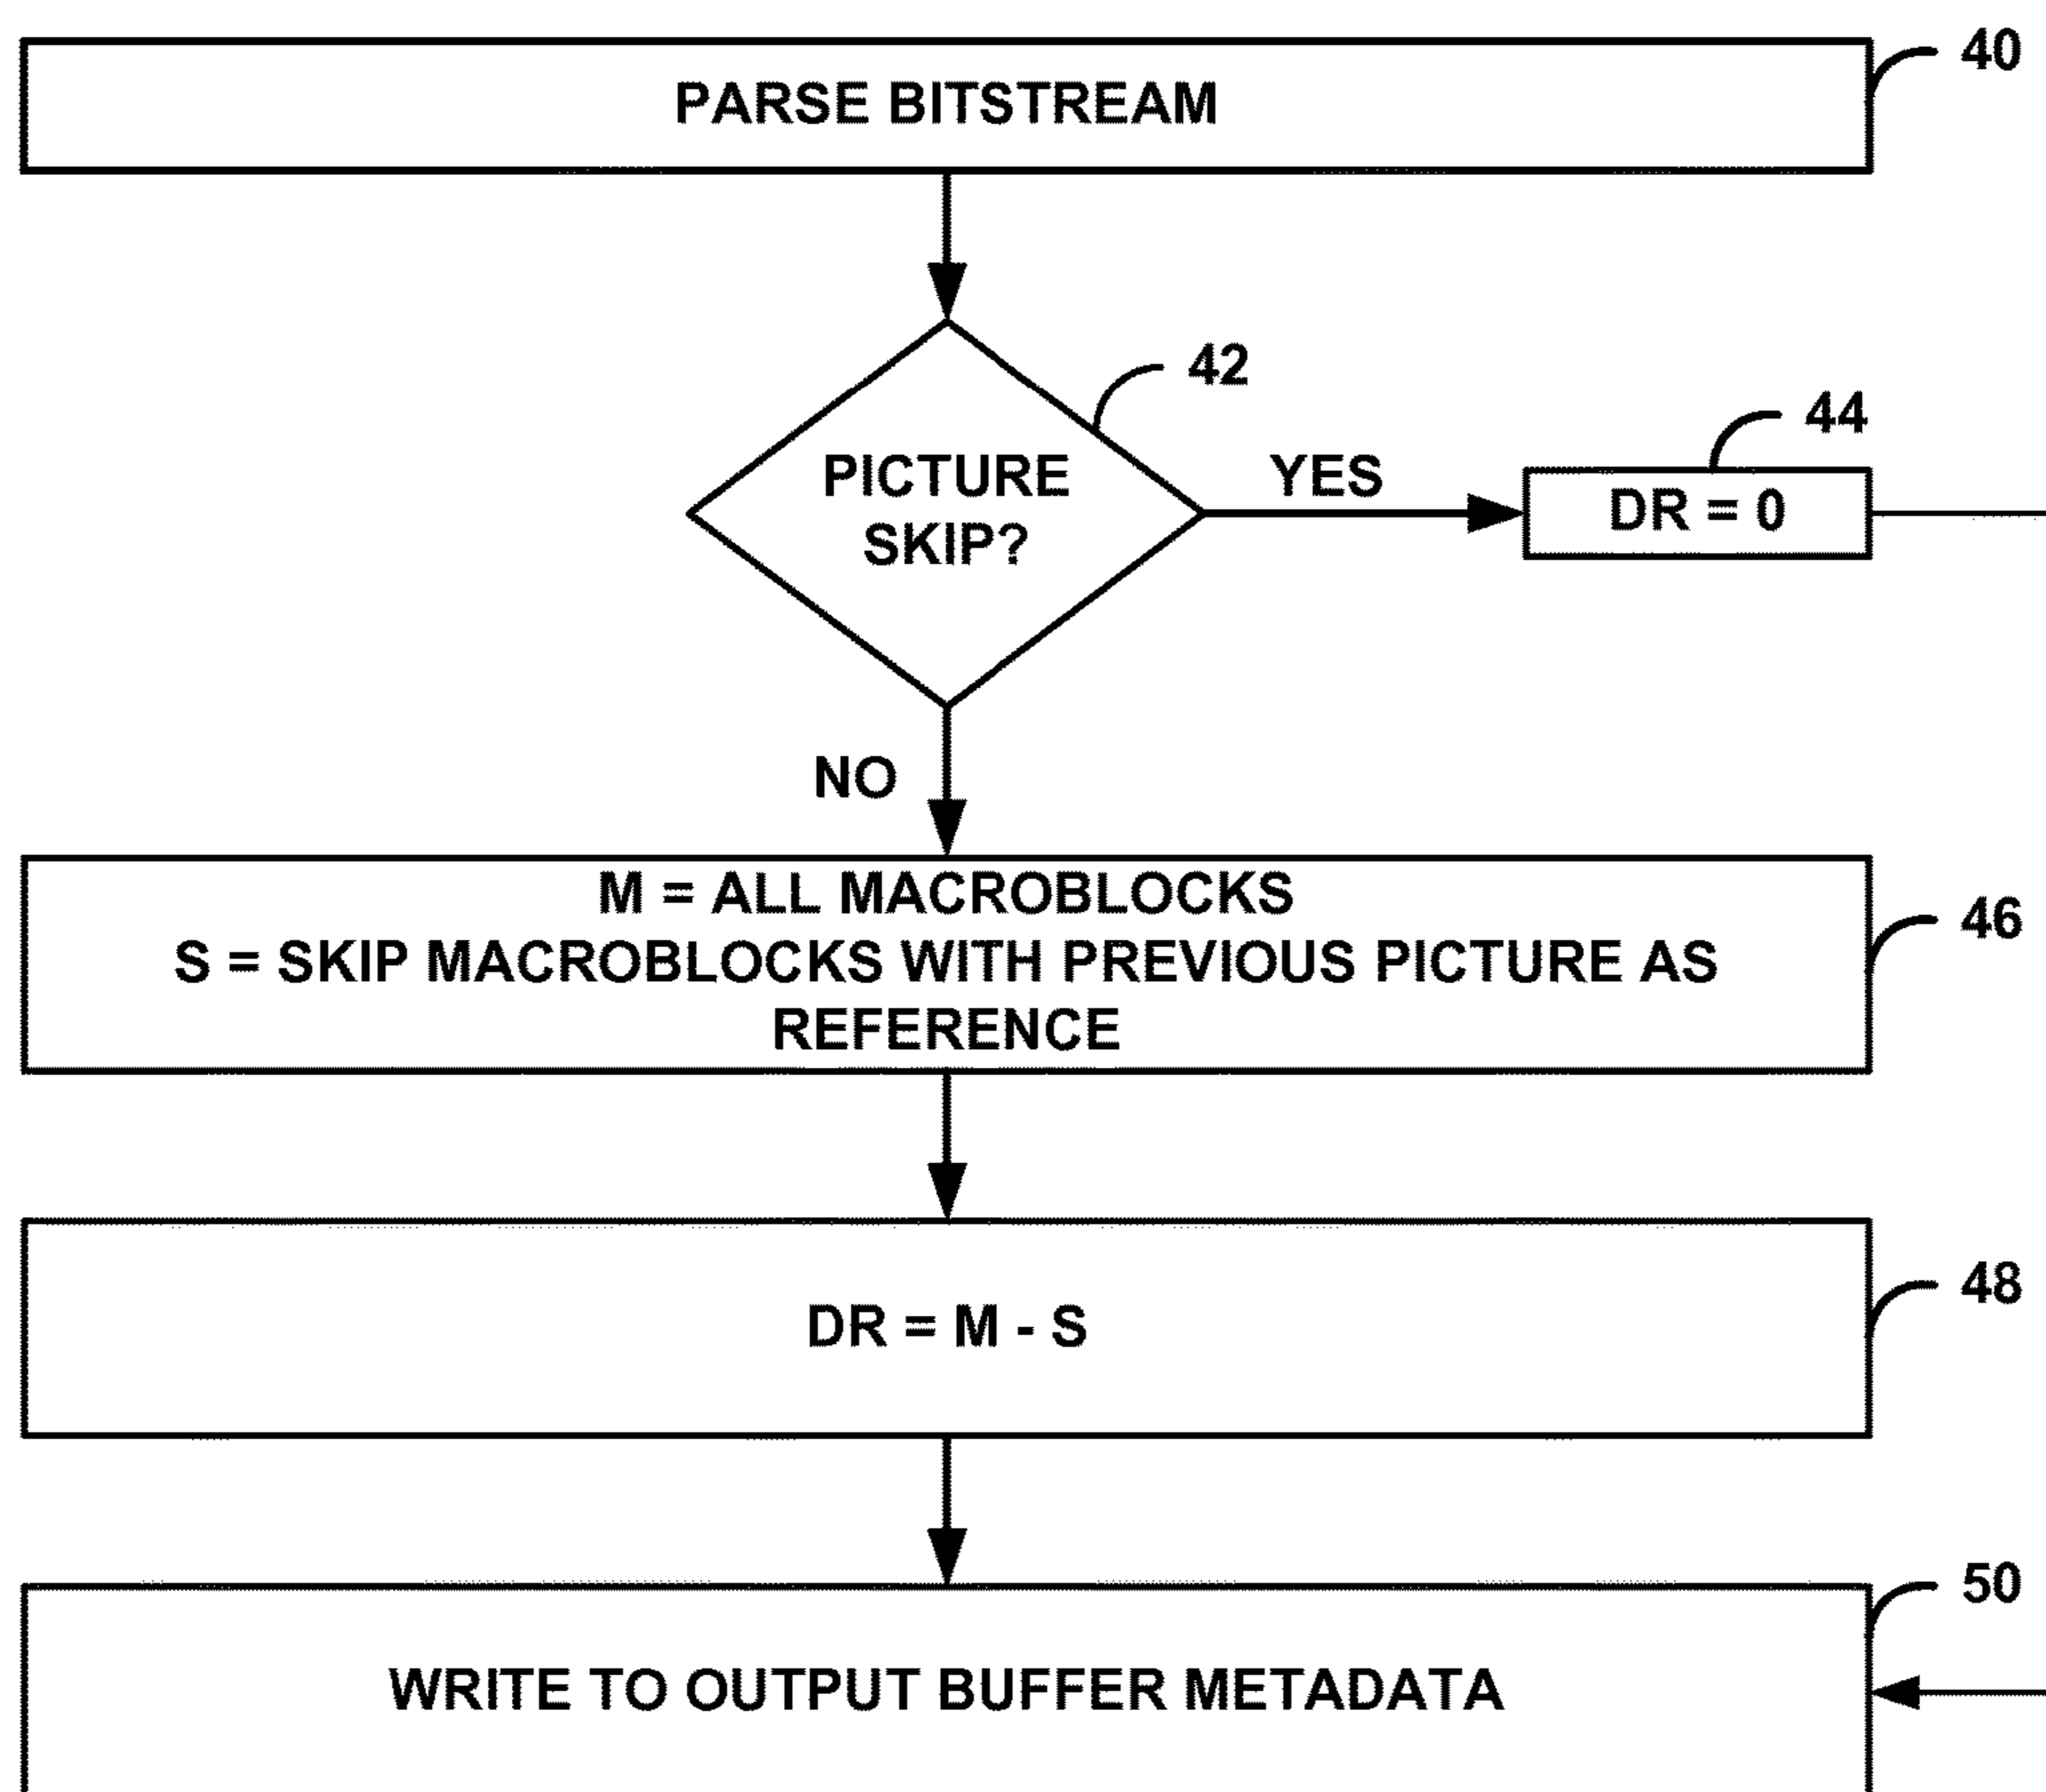 PARSE BITSTREAM
40
42
PICTURE
SKIP?
YES
44
DR = 0
NO
M = ALL MACROBLOCKS
S = SKIP MACROBLOCKS WITH PREVIOUS PICTURE AS
REFERENCE
46
DR = M - S
48
WRITE TO OUTPUT BUFFER METADATA
50